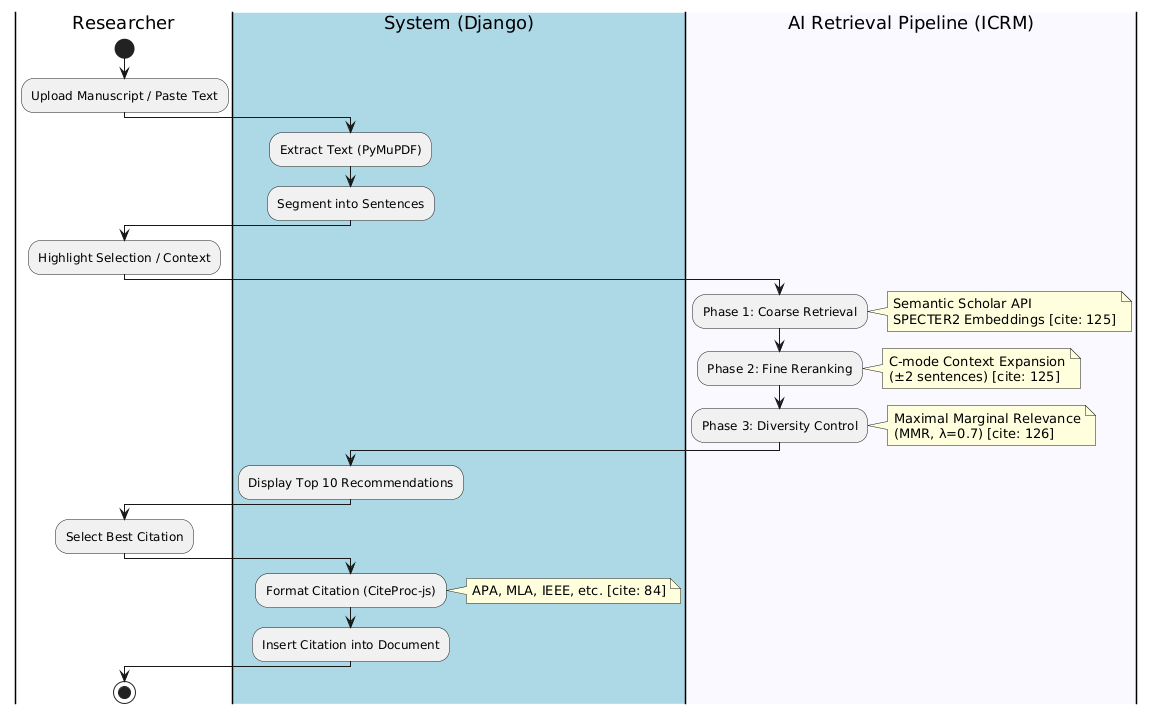 Researcher
System (Django)
AI Retrieval Pipeline (ICRM)
Upload Manuscript / Paste Text
Extract Text (PyMuPDF)
Segment into Sentences
Highlight Selection / Context
Phase 1: Coarse Retrieval
Semantic Scholar API
SPECTER2 Embeddings [cite: 125]
Phase 2: Fine Reranking
C-mode Context Expansion
(±2 sentences) [cite: 125]
Phase 3: Diversity Control
Maximal Marginal Relevance
(MMR, λ=0.7) [cite: 126]
Display Top 10 Recommendations
Select Best Citation
Format Citation (CiteProc-js)
APA, MLA, IEEE, etc. [cite: 84]
Insert Citation into Document